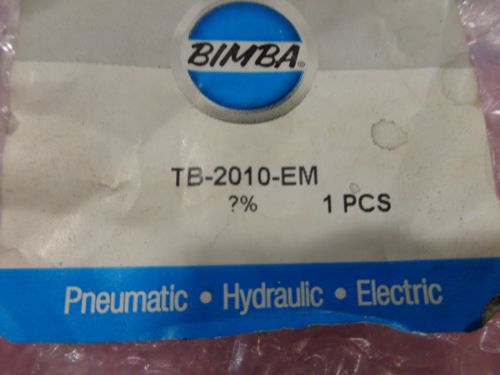 BIMBA®
TB-2010-EM
?% 1 PCS
Pneumatic • Hydraulic • Electric